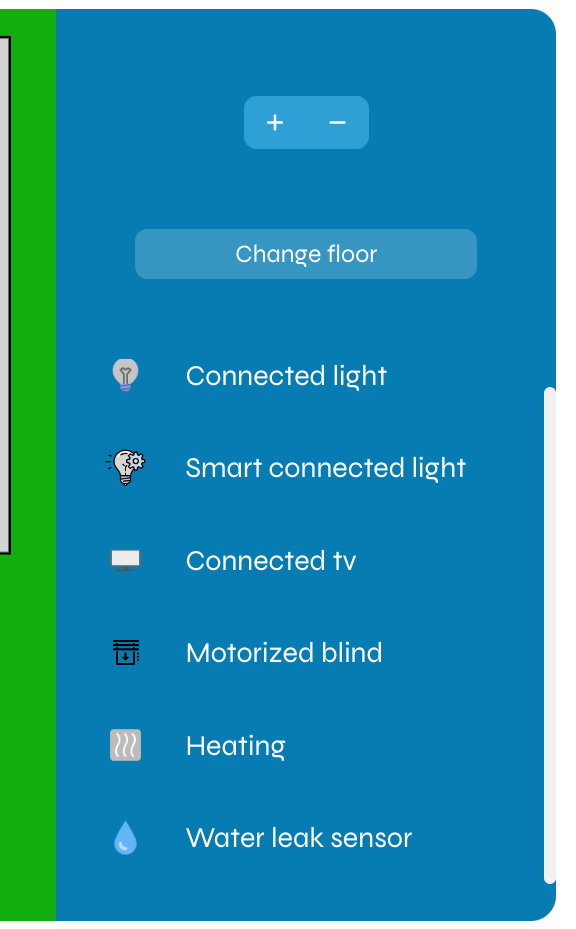 + −
Change floor
Connected light
Smart connected light
Connected tv
Motorized blind
Heating
Water leak sensor